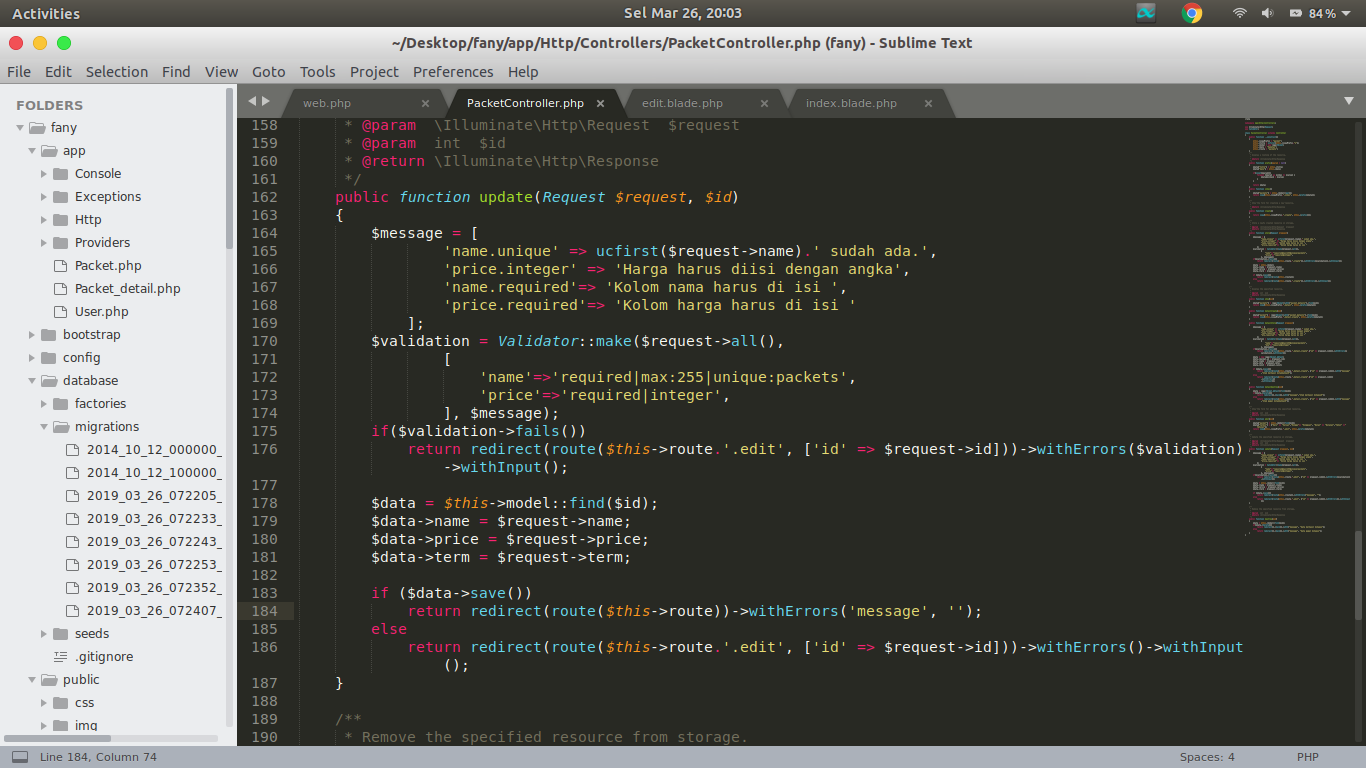 Activities
Sel Mar 26, 20:03
84%
~/Desktop/fany/app/Http/Controllers/PacketController.php (fany) - Sublime Text
File Edit Selection Find View Goto Tools Project Preferences Help
FOLDERS
fany
app
Console
Exceptions
Http
Providers
Packet.php
Packet_detail.php
User.php
bootstrap
config
database
factories
migrations
2014_10_12_000000_
2014_10_12_100000_
2019_03_26_072205_
2019_03_26_072233_
2019_03_26_072243_
2019_03_26_072253_
2019_03_26_072352_
2019_03_26_072407_
seeds
.gitignore
public
css
img
web.php × PacketController.php × edit.blade.php × index.blade.php ×
158 * @param  \Illuminate\Http\Request  $request
159 * @param  int  $id
160 * @return \Illuminate\Http\Response
161 */
162 public function update(Request $request, $id)
163 {
164 $message = [
165 'name.unique' => ucfirst($request->name).' sudah ada.',
166 'price.integer' => 'Harga harus diisi dengan angka',
167 'name.required'=> 'Kolom nama harus di isi ',
168 'price.required'=> 'Kolom harga harus di isi '
169 ];
170 $validation = Validator::make($request->all(),
171 [
172 'name'=>'required|max:255|unique:packets',
173 'price'=>'required|integer',
174 ], $message);
175 if($validation->fails())
176 return redirect(route($this->route.'.edit', ['id' => $request->id]))->withErrors($validation)
->withInput();
177
178 $data = $this->model::find($id);
179 $data->name = $request->name;
180 $data->price = $request->price;
181 $data->term = $request->term;
182
183 if ($data->save())
184 return redirect(route($this->route))->withErrors('message', '');
185 else
186 return redirect(route($this->route.'.edit', ['id' => $request->id]))->withErrors()->withInput
();
187 }
188
189 /**
190 * Remove the specified resource from storage.
Line 184, Column 74
Spaces: 4
PHP